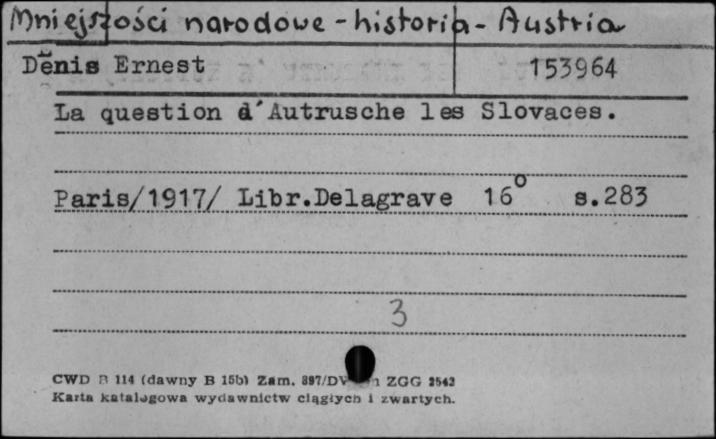 Mniejszości narodowe - historia - Austria
Denis Ernest 153964
La question d'Autrusche les Slovaces.
Paris/1917/ Libr.Delagrave 16° s.283
3
CWD B 114 (dawny B 15b) Zam. 897/DW ZGG 2542
Karta katalogowa wydawnictw ciągłych i zwartych.